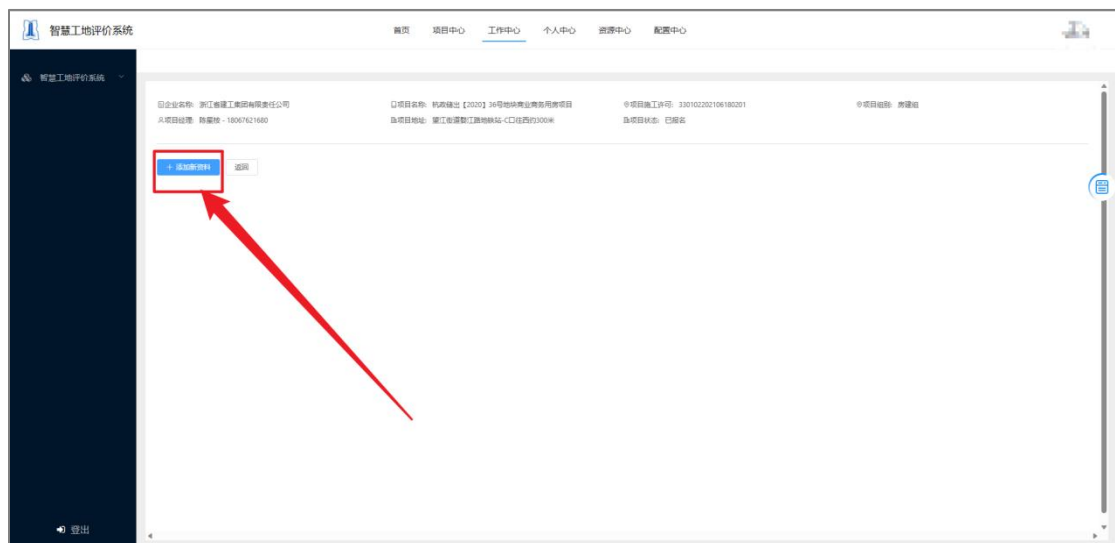 智慧工地评价系统
首页 项目中心 工作中心 个人中心 资源中心 配置中心
智慧工地评价系统
企业名称: 浙江省建工集团有限责任公司 项目名称: 杭政储出【2020】36号地块商业商务用房项目 项目施工许可: 330102202106180201 项目组别: 房建组
项目经理: 陈星桉 - 18067621680 项目地址: 望江街道婺江路地铁站-C口往西约300米 项目状态: 已报名
+ 添加新资料 返回
登出